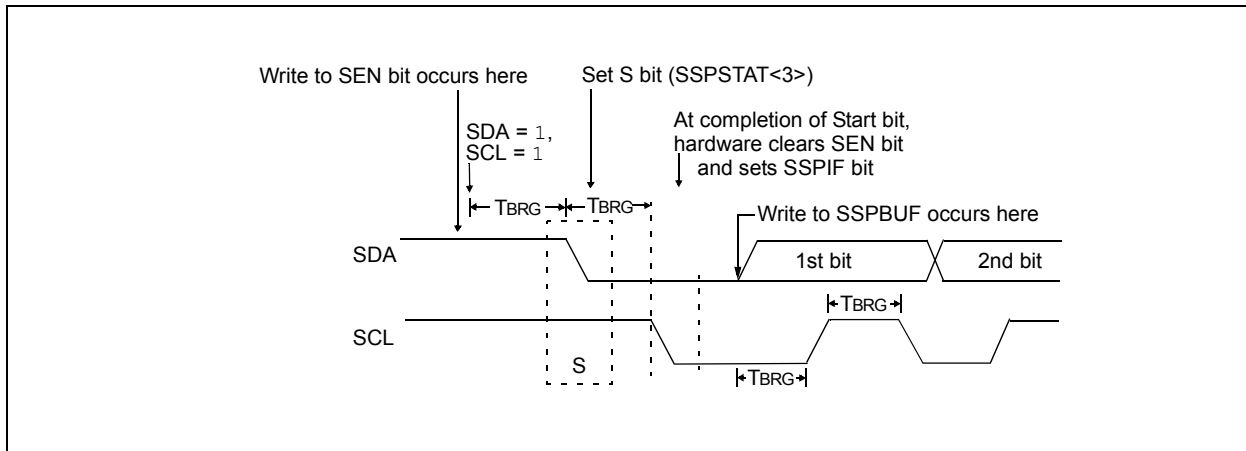 Write to SEN bit occurs here
Set S bit (SSPSTAT<3>)
SDA = 1,
SCL = 1
At completion of Start bit,
hardware clears SEN bit
and sets SSPIF bit
TBRG
TBRG
Write to SSPBUF occurs here
SDA
1st bit
2nd bit
TBRG
SCL
S
TBRG